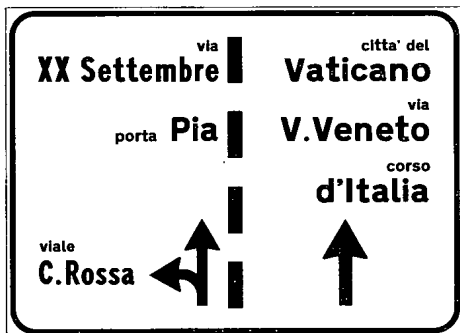 via
XX Settembre
porta Pia
viale
C.Rossa
citta' del
Vaticano
via
V.Veneto
corso
d'Italia